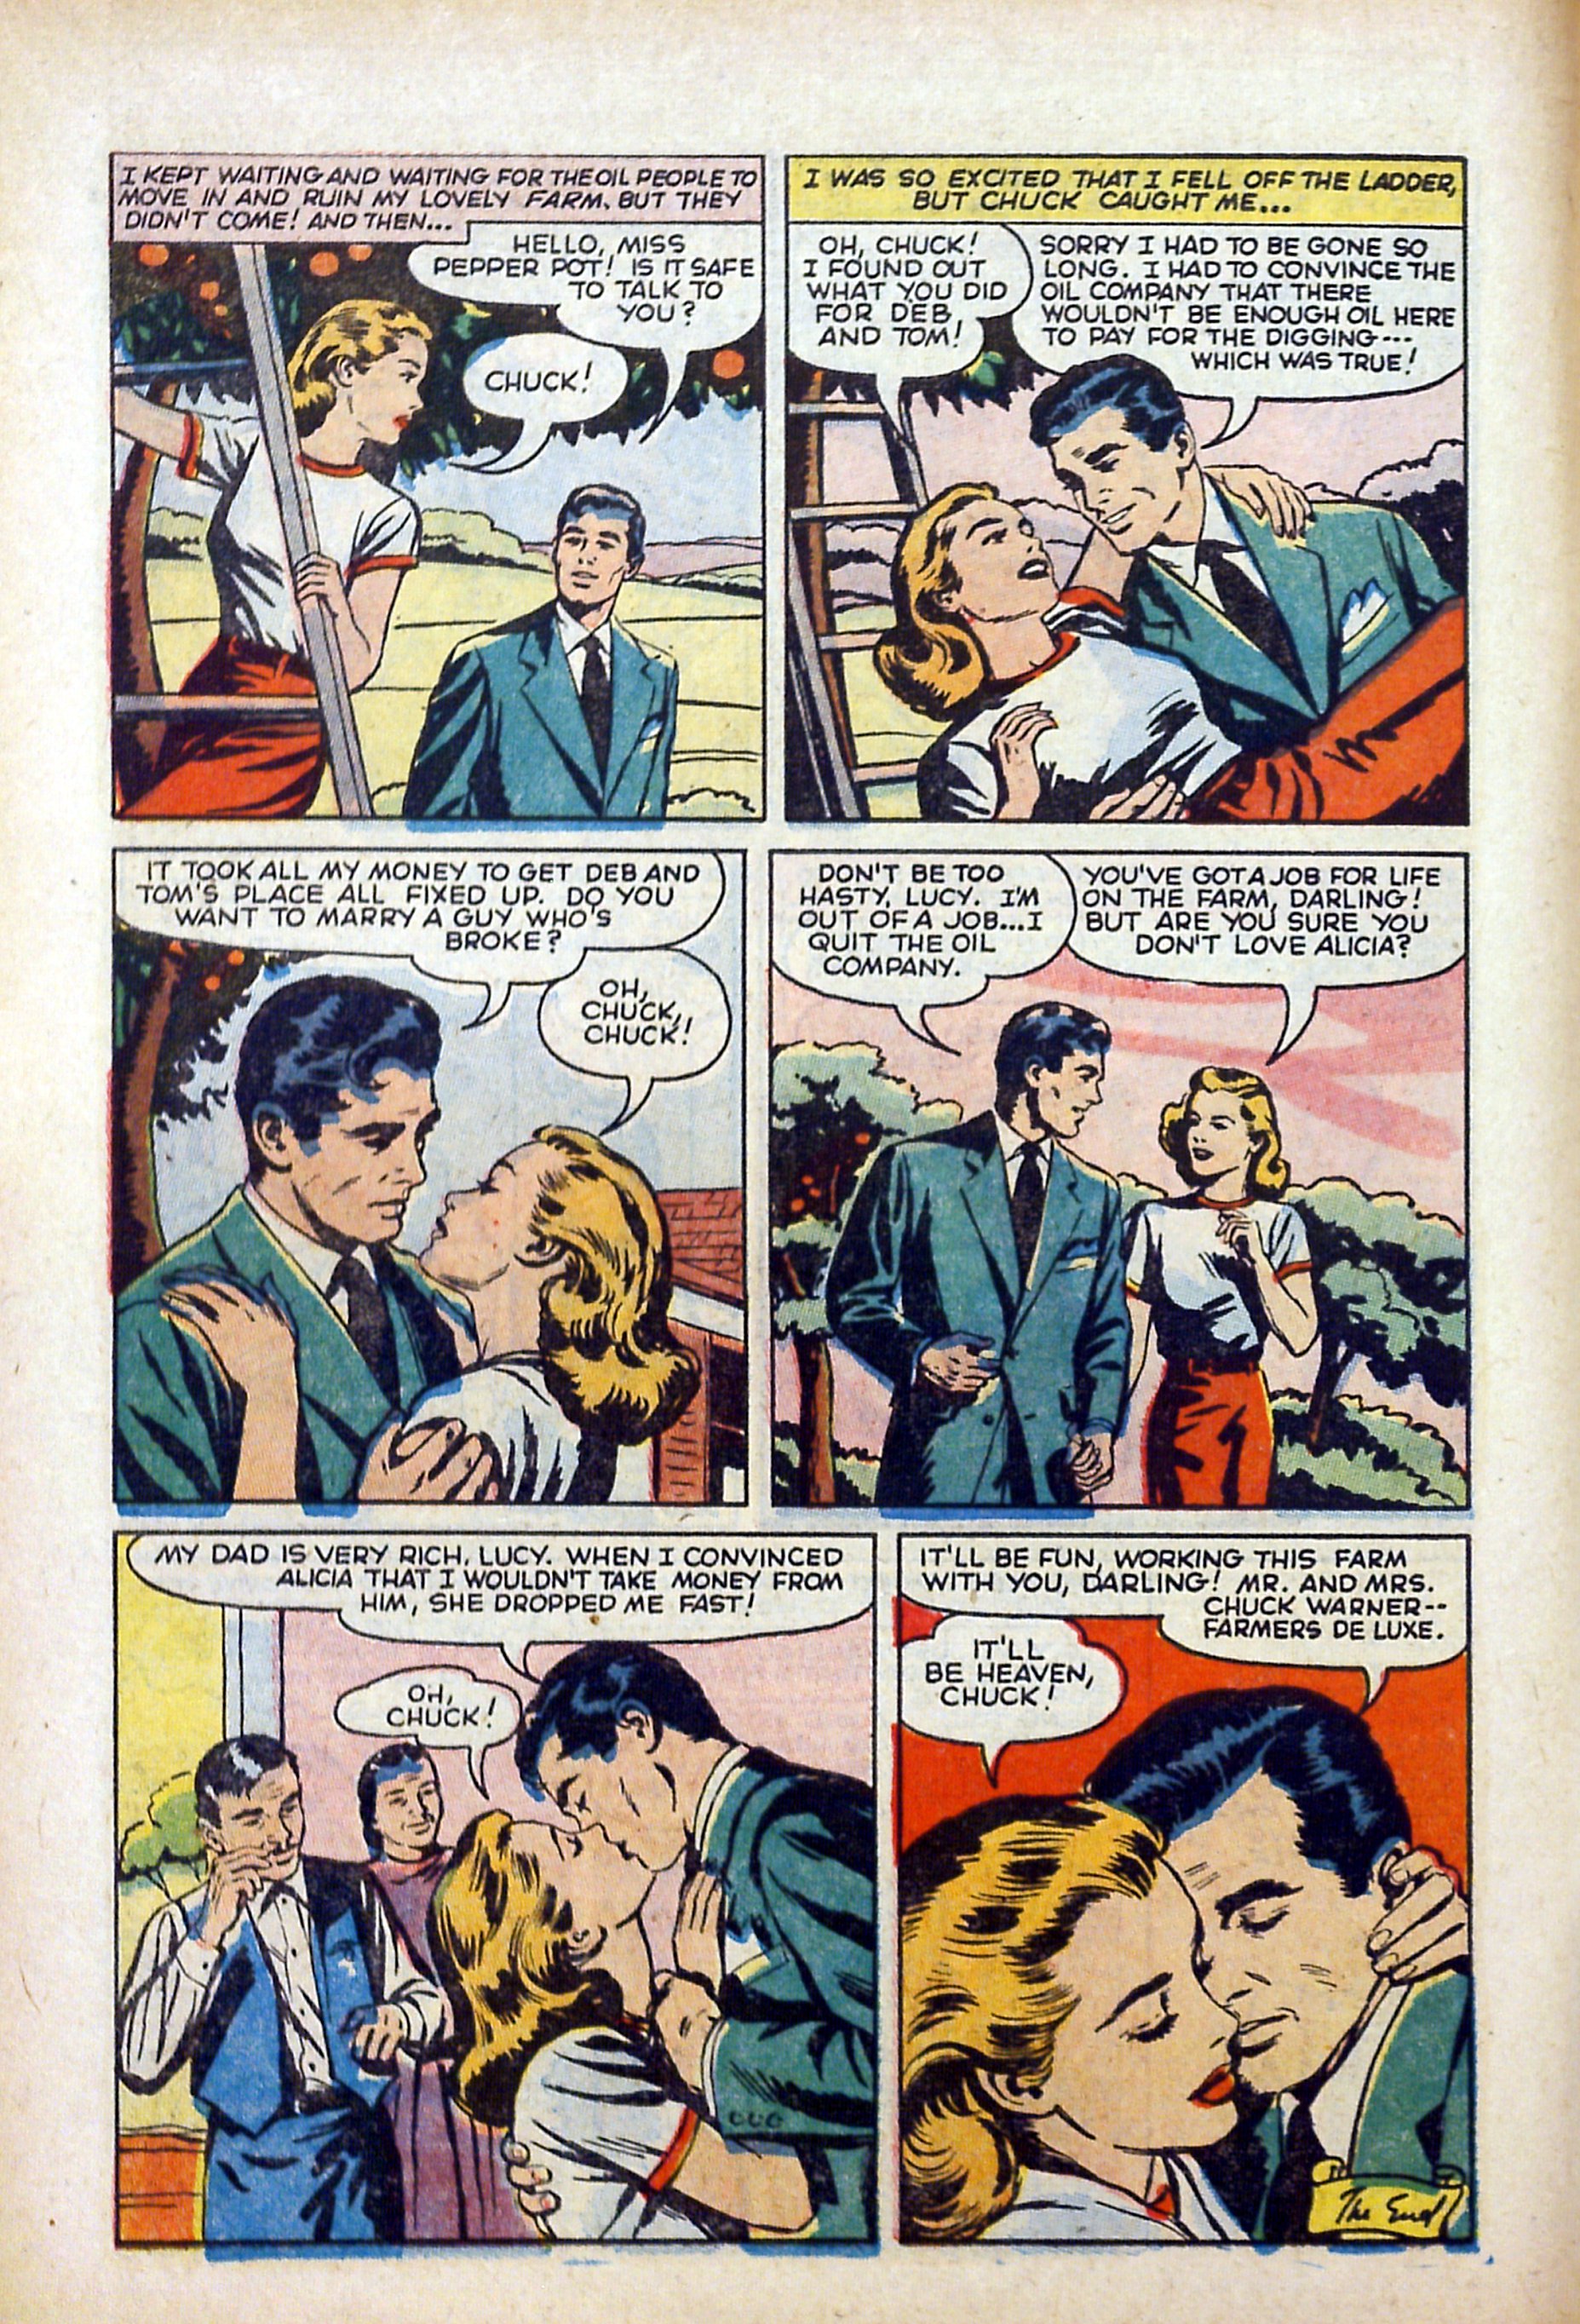 I KEPT WAITING AND WAITING FOR THE OIL PEOPLE TO
MOVE IN AND RUIN MY LOVELY FARM. BUT THEY
DIDN'T COME! AND THEN...
HELLO, MISS
PEPPER POT! IS IT SAFE
TO TALK TO
YOU?
CHUCK!
I WAS SO EXCITED THAT I FELL OFF THE LADDER,
BUT CHUCK CAUGHT ME...
OH, CHUCK!
I FOUND OUT
WHAT YOU DID
FOR DEB
AND TOM!
SORRY I HAD TO BE GONE SO
LONG. I HAD TO CONVINCE THE
OIL COMPANY THAT THERE
WOULDN'T BE ENOUGH OIL HERE
TO PAY FOR THE DIGGING---
WHICH WAS TRUE!
IT TOOK ALL MY MONEY TO GET DEB AND
TOM'S PLACE ALL FIXED UP. DO YOU
WANT TO MARRY A GUY WHO'S
BROKE?
OH,
CHUCK,
CHUCK!
DON'T BE TOO
HASTY, LUCY. I'M
OUT OF A JOB...I
QUIT THE OIL
COMPANY.
YOU'VE GOT A JOB FOR LIFE
ON THE FARM, DARLING!
BUT ARE YOU SURE YOU
DON'T LOVE ALICIA?
MY DAD IS VERY RICH, LUCY. WHEN I CONVINCED
ALICIA THAT I WOULDN'T TAKE MONEY FROM
HIM, SHE DROPPED ME FAST!
OH,
CHUCK!
IT'LL BE FUN, WORKING THIS FARM
WITH YOU, DARLING! MR. AND MRS.
CHUCK WARNER--
FARMERS DE LUXE.
IT'LL
BE HEAVEN,
CHUCK!
The End